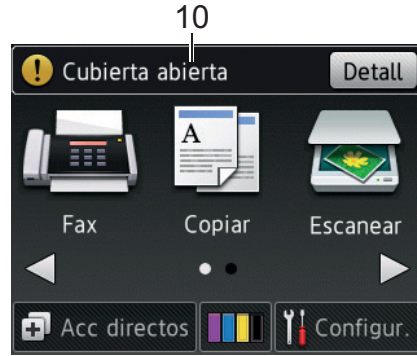 10
Cubierta abierta Detall
A
Fax Copiar Escanear
Acc directos Configur.